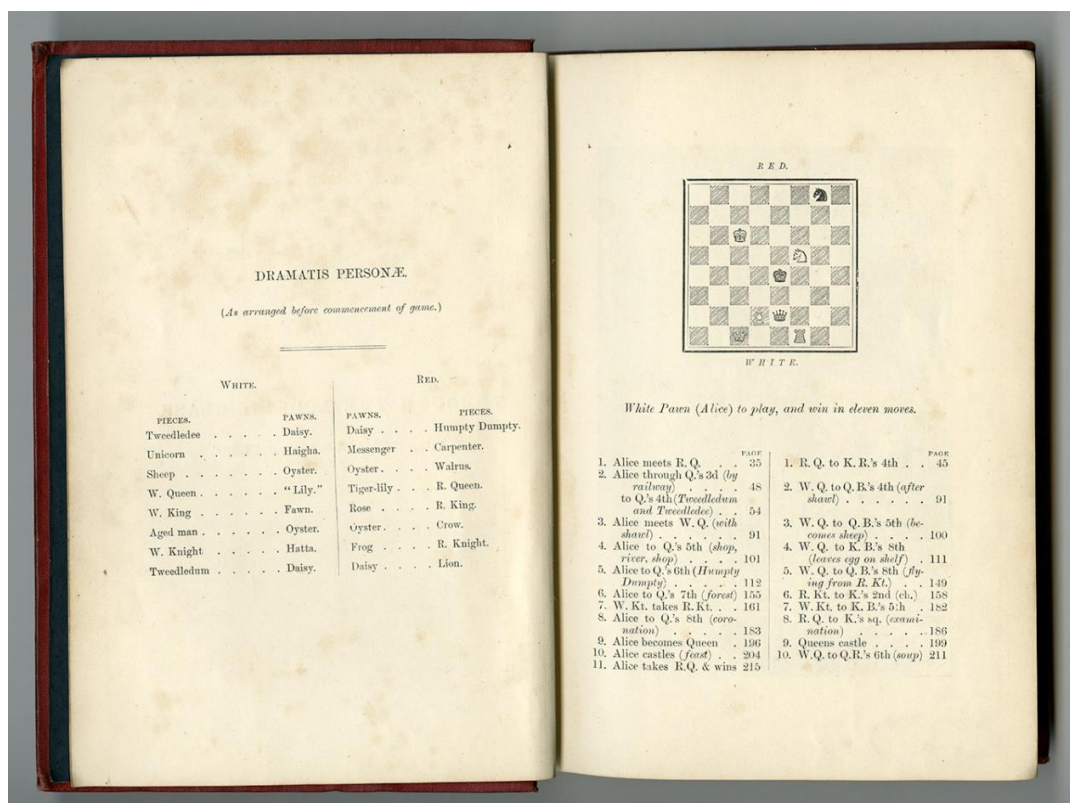 DRAMATIS PERSONÆ.
(As arranged before commencement of game.)
WHITE.
PIECES. PAWNS.
Tweedledee . . . . . Daisy.
Unicorn . . . . . . Haigha.
Sheep . . . . . . . Oyster.
W. Queen . . . . . . "Lily."
W. King . . . . . . Fawn.
Aged man . . . . . . Oyster.
W. Knight . . . . . Hatta.
Tweedledum . . . . . Daisy.
RED.
PAWNS. PIECES.
Daisy . . . . Humpty Dumpty.
Messenger . . Carpenter.
Oyster . . . . Walrus.
Tiger-lily . . . R. Queen.
Rose . . . . R. King.
Oyster . . . . Crow.
Frog . . . . R. Knight.
Daisy . . . . Lion.
RED.
WHITE.
White Pawn (Alice) to play, and win in eleven moves.
PAGE
1. Alice meets R. Q. . . 35
2. Alice through Q.'s 3d (by
railway) . . . . 48
to Q.'s 4th (Tweedledum
and Tweedledee) . . 54
3. Alice meets W. Q. (with
shawl) . . . . . 91
4. Alice to Q.'s 5th (shop,
river, shop) . . . . 101
5. Alice to Q.'s 6th (Humpty
Dumpty) . . . . . 112
6. Alice to Q.'s 7th (forest) 155
7. W. Kt. takes R. Kt. . . 161
8. Alice to Q.'s 8th (coro-
nation) . . . . . 183
9. Alice becomes Queen . 196
10. Alice castles (feast) . . 204
11. Alice takes R.Q. & wins 215
PAGE
1. R. Q. to K. R.'s 4th . . 45
2. W. Q. to Q. B.'s 4th (after
shawl) . . . . . 91
3. W. Q. to Q. B.'s 5th (be-
comes sheep) . . . . 100
4. W. Q. to K. B.'s 8th
(leaves egg on shelf) . 111
5. W. Q. to Q. B.'s 8th (fly-
ing from R. Kt.) . . 149
6. R. Kt. to K.'s 2nd (ch.) 158
7. W. Kt. to K. B.'s 5th . 182
8. R. Q. to K.'s sq. (exami-
nation) . . . . . 186
9. Queens castle . . . . 199
10. W.Q. to Q.R.'s 6th (soup) 211